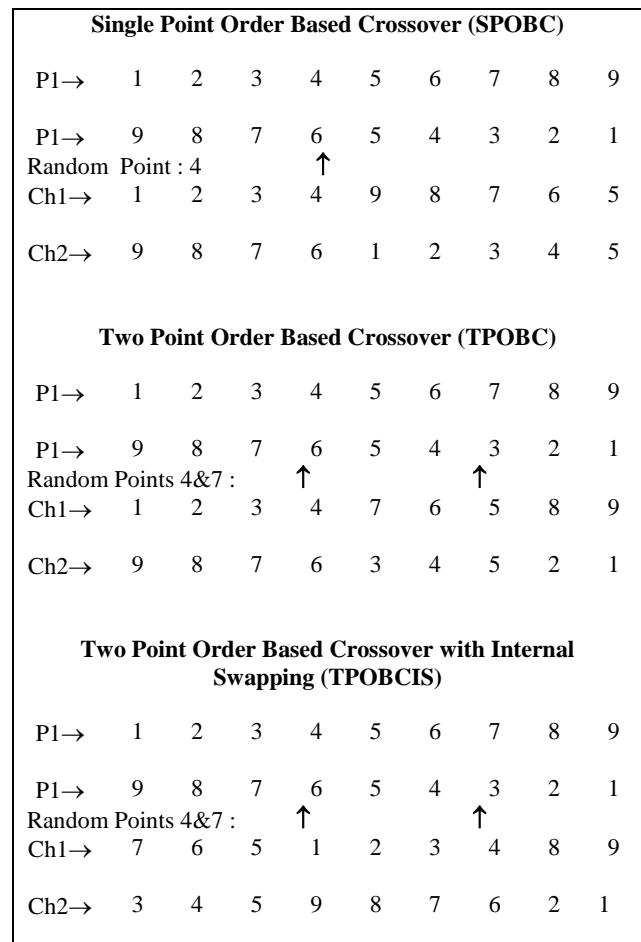 Single Point Order Based Crossover (SPOBC)
P1→ 1 2 3 4 5 6 7 8 9
P1→ 9 8 7 6 5 4 3 2 1
Random Point : 4 ↑
Ch1→ 1 2 3 4 9 8 7 6 5
Ch2→ 9 8 7 6 1 2 3 4 5
Two Point Order Based Crossover (TPOBC)
P1→ 1 2 3 4 5 6 7 8 9
P1→ 9 8 7 6 5 4 3 2 1
Random Points 4&7 : ↑ ↑
Ch1→ 1 2 3 4 7 6 5 8 9
Ch2→ 9 8 7 6 3 4 5 2 1
Two Point Order Based Crossover with Internal
Swapping (TPOBCIS)
P1→ 1 2 3 4 5 6 7 8 9
P1→ 9 8 7 6 5 4 3 2 1
Random Points 4&7 : ↑ ↑
Ch1→ 7 6 5 1 2 3 4 8 9
Ch2→ 3 4 5 9 8 7 6 2 1